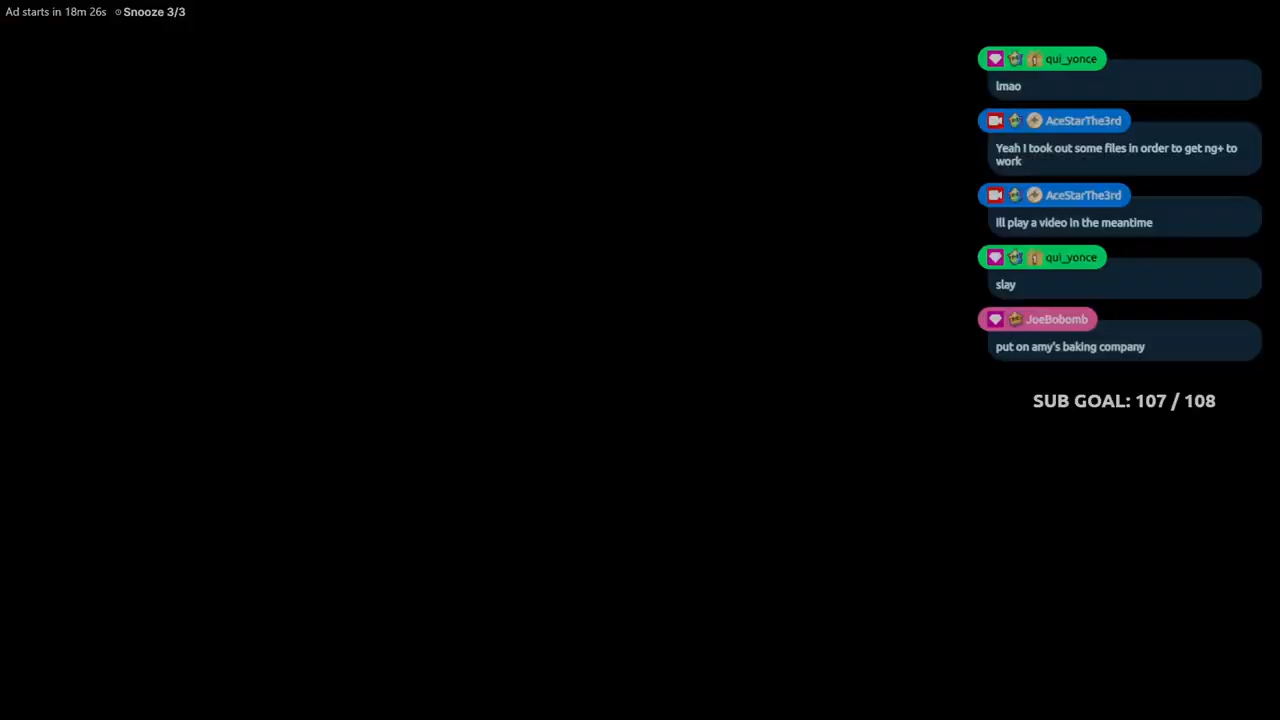 Ad starts in 18m 26s Snooze 3/3
qui_yonce
lmao
AceStarThe3rd
Yeah I took out some files in order to get ng+ to
work
AceStarThe3rd
Ill play a video in the meantime
qui_yonce
slay
JoeBobomb
put on amy's baking company
SUB GOAL: 107 / 108